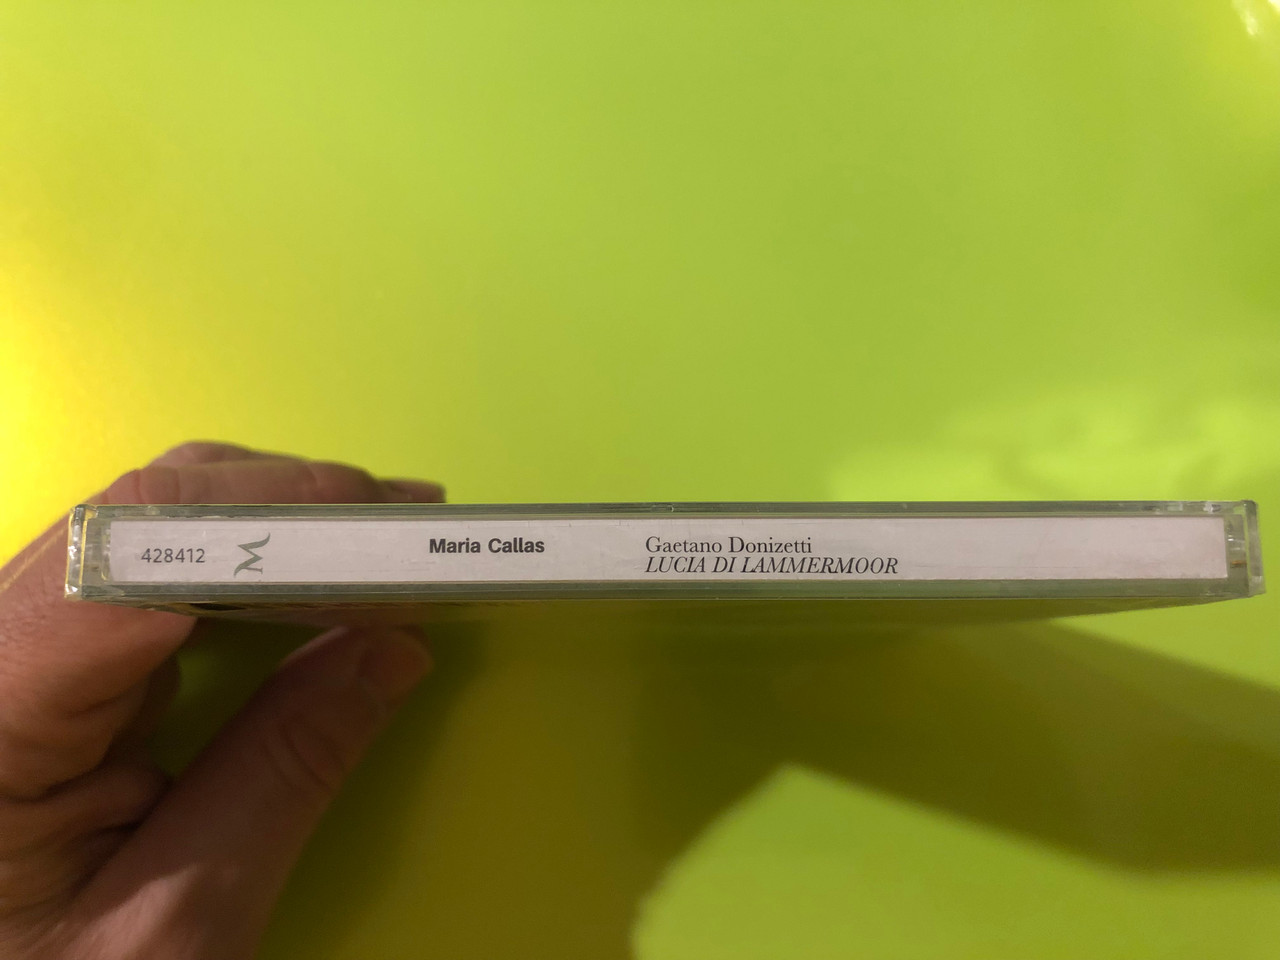 428412 M
Maria Callas
Gaetano Donizetti
LUCIA DI LAMMERMOOR